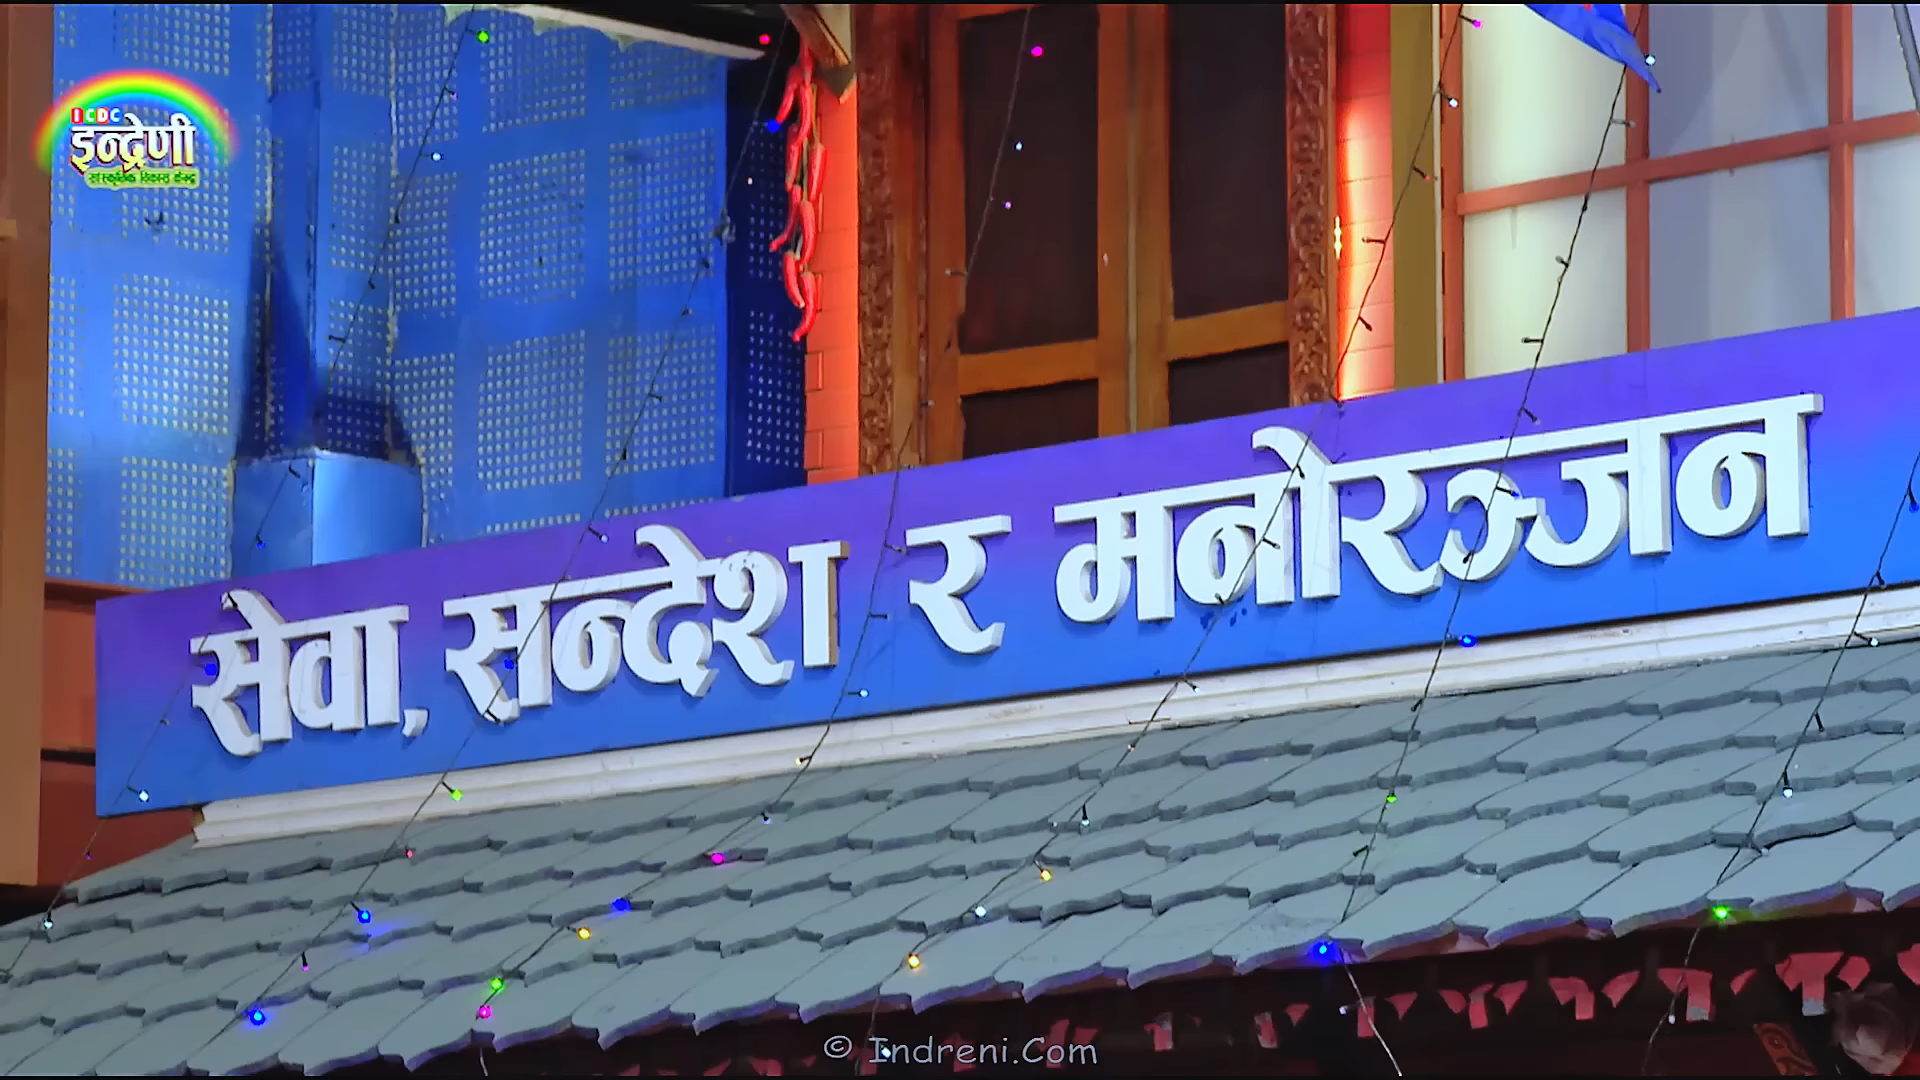 ICDC
इन्द्रेणी
सांस्कृतिक विकास केन्द्र
सेवा, सन्देश र मनोरञ्जन
© Indreni.Com